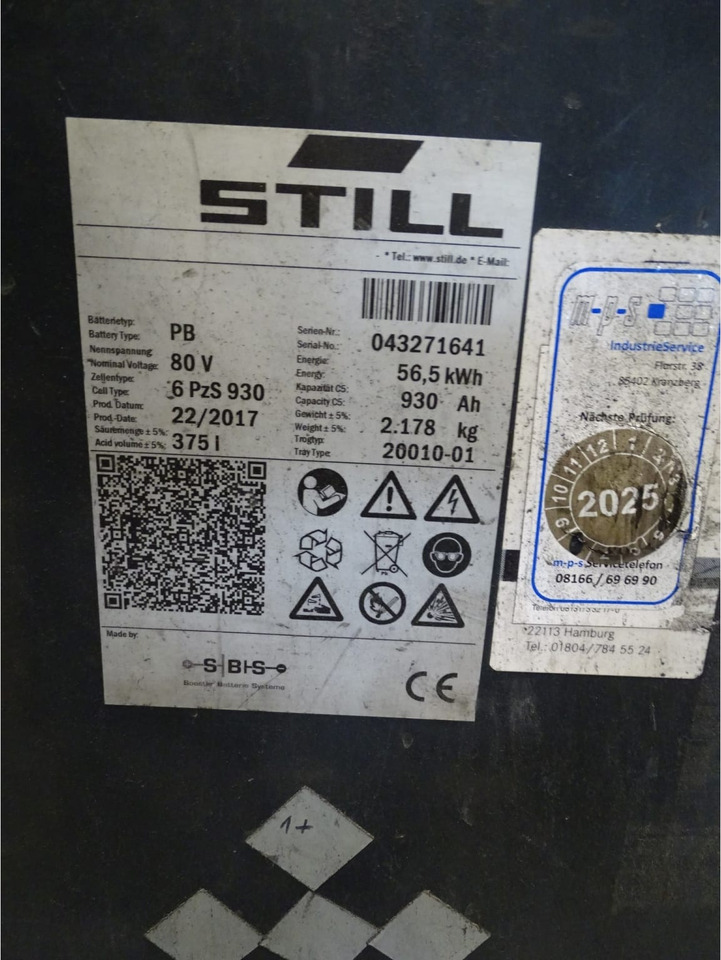 STILL
- * Tel.: www.still.de * E-Mail:
Batterietyp:
Battery Type: PB
Nennspannung
Nominal Voltage: 80 V
Zellentype:
Cell Type: 6 PzS 930
Prod. Datum:
Prod.-Date: 22/2017
Säuremenge ± 5%:
Acid volume ± 5%: 375 l
Serien-Nr.:
Serial-No.: 043271641
Energie:
Energy: 56,5 kWh
Kapazität C5:
Capacity C5: 930 Ah
Gewicht ± 5%:
Weight ± 5%: 2.178 kg
Trogtyp:
Tray Type 20010-01
Pb
Made by:
S-BI-S
CE
m-p-s
IndustrieService
Florstr. 38
85402 Kranzberg
Nächste Prüfung:
9 10 11 12 1
5
2025
m-p-s Servicetelefon
08166 / 69 69 90
22113 Hamburg
Tel.: 01804/784 55 24
1+